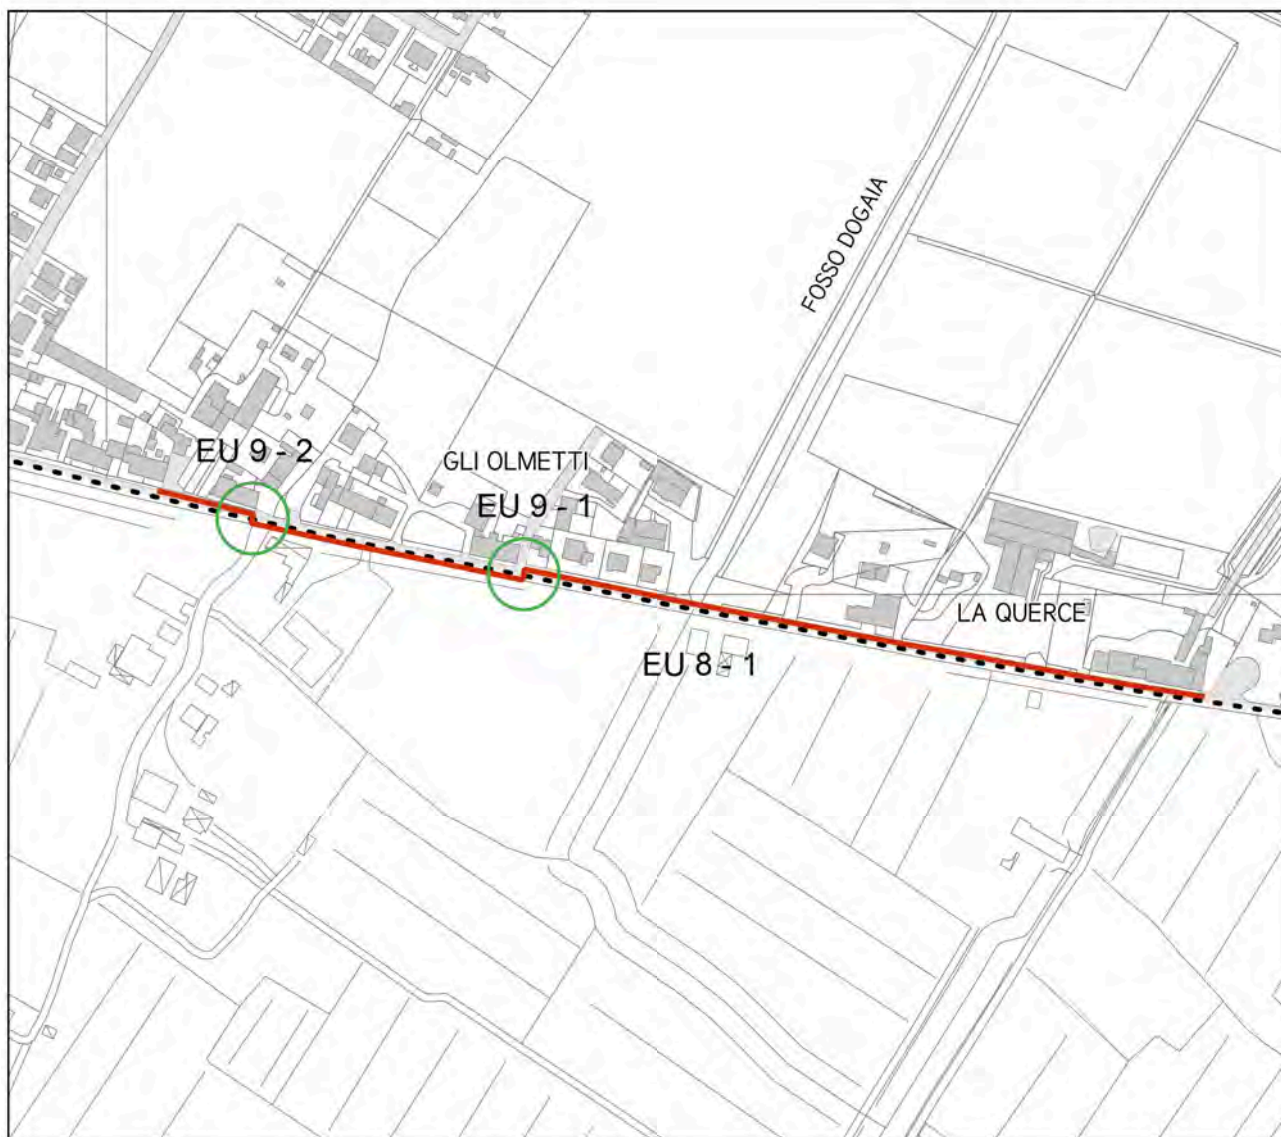 FOSSO DOGAIA
EU 9 - 2
GLI OLMETTI
EU 9 - 1
LA QUERCE
EU 8 - 1